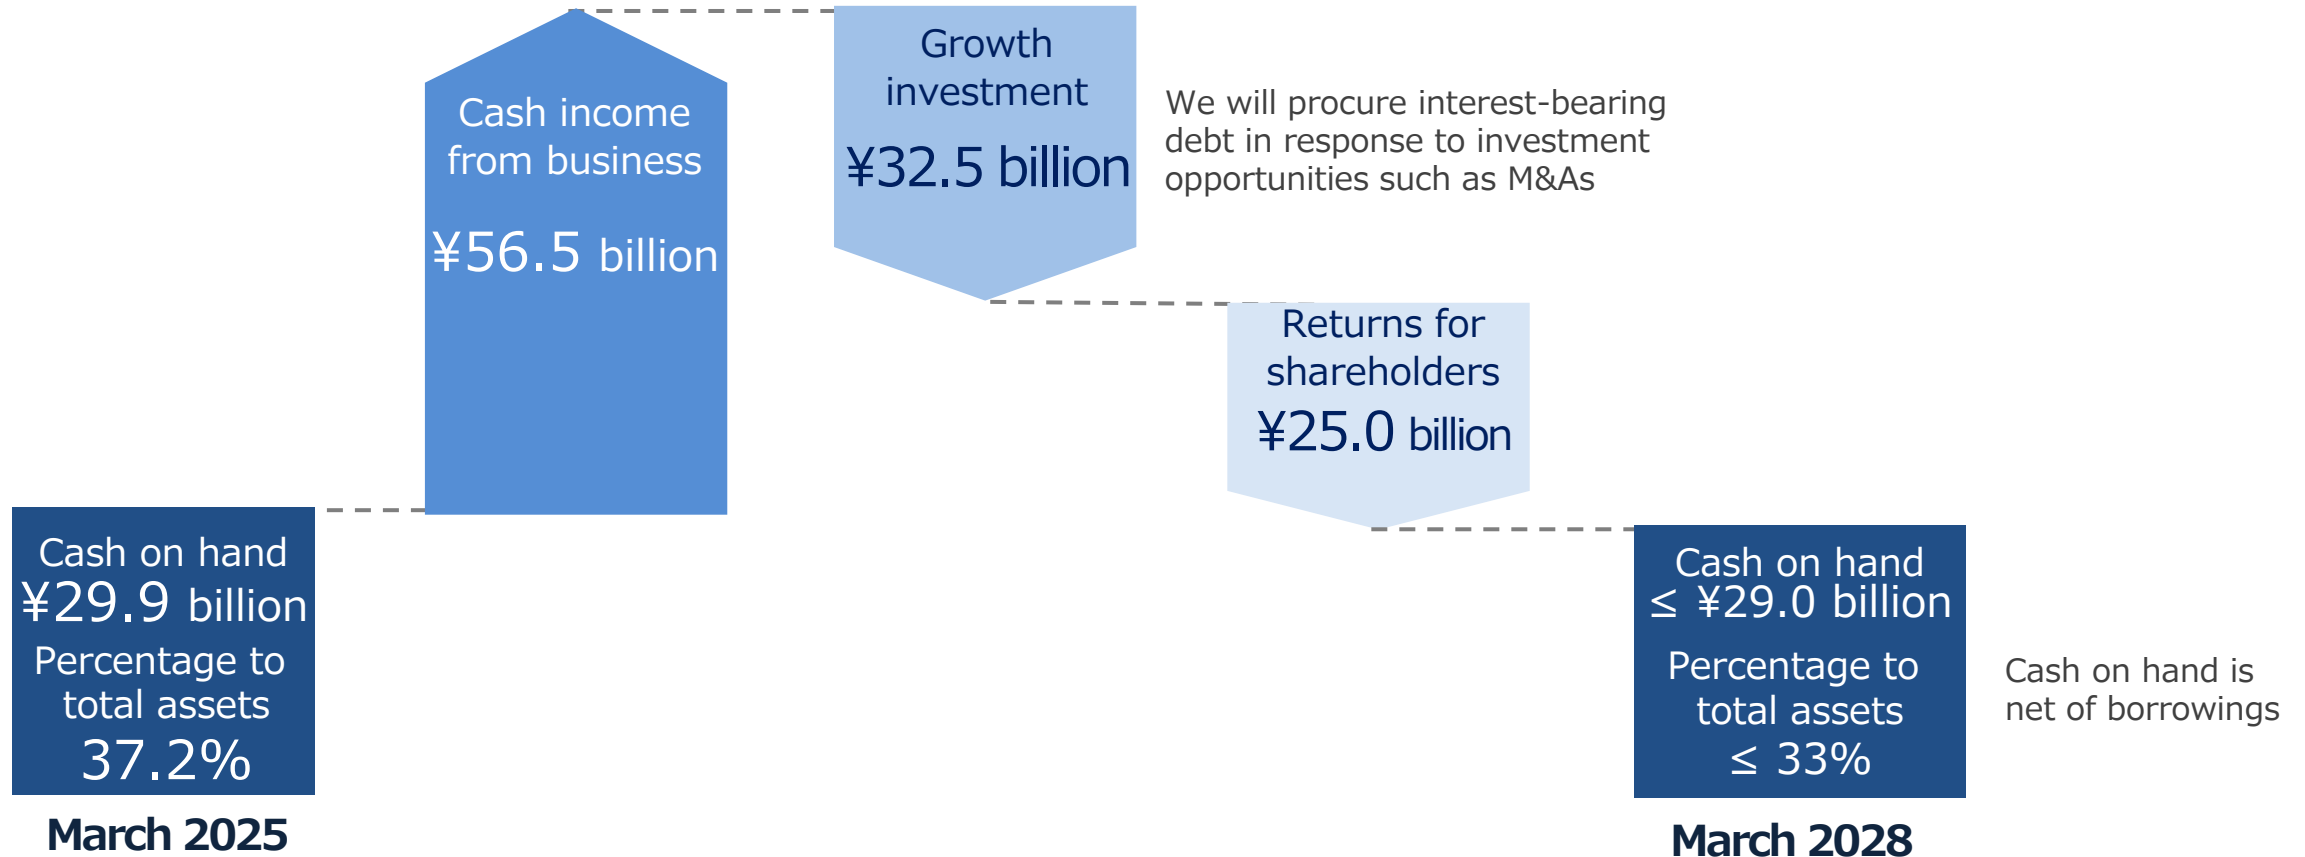 Cash income
from business
¥56.5 billion
Growth
investment
¥32.5 billion
We will procure interest-bearing
debt in response to investment
opportunities such as M&As
Returns for
shareholders
¥25.0 billion
Cash on hand
¥29.9 billion
Percentage to
total assets
37.2%
March 2025
Cash on hand
≤ ¥29.0 billion
Percentage to
total assets
≤ 33%
March 2028
Cash on hand is
net of borrowings